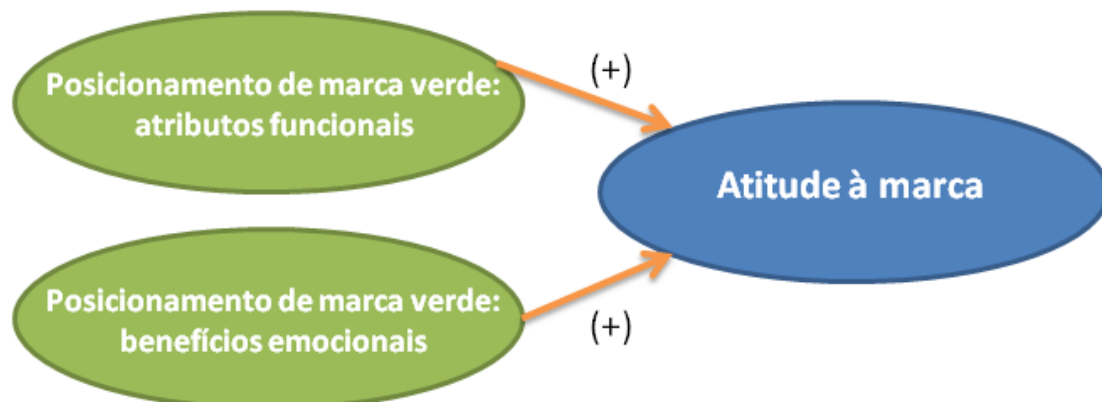 Posicionamento de marca verde:
atributos funcionais
(+)
Atitude à marca
Posicionamento de marca verde:
benefícios emocionais
(+)